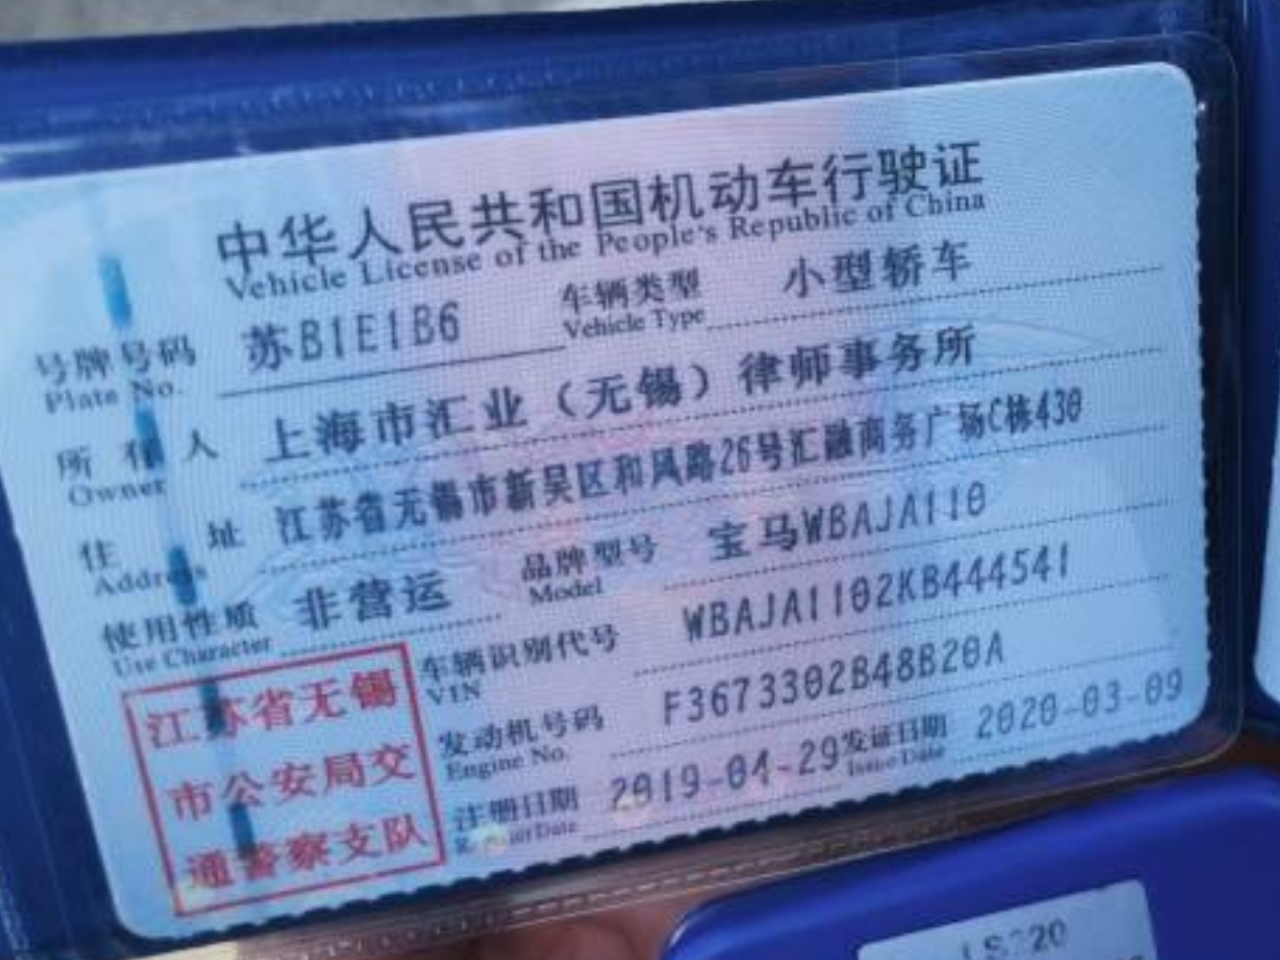 中华人民共和国机动车行驶证
Vehicle License of the People's Republic of China
号牌号码 苏B1E1B6 车辆类型 小型轿车
Plate No. Vehicle Type
所有人 上海市汇业（无锡）律师事务所
Owner
住址 江苏省无锡市新吴区和风路26号汇融商务广场C栋430
Address
使用性质 非营运 品牌型号 宝马WBAJA110
Use Character Model
车辆识别代号 WBAJA1102KB444541
VIN
发动机号码 F3673302B48B20A
Engine No.
注册日期 2019-04-29 发证日期 2020-03-09
Issue Date
江苏省无锡
市公安局交
通警察支队